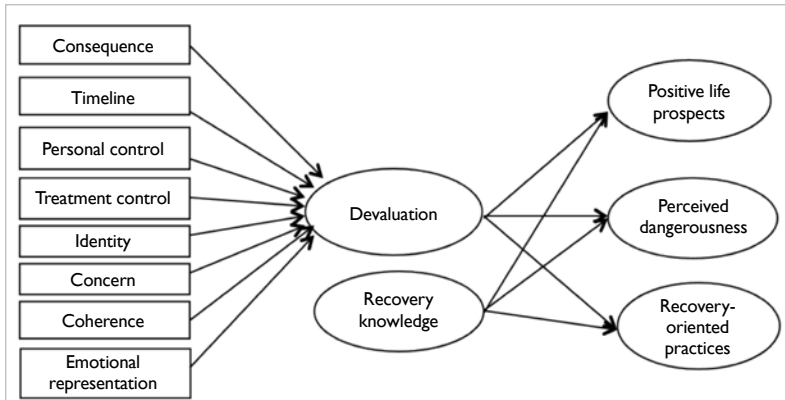 Consequence
Timeline
Personal control
Treatment control
Identity
Concern
Coherence
Emotional
representation
Devaluation
Recovery
knowledge
Positive life
prospects
Perceived
dangerousness
Recovery-
oriented
practices